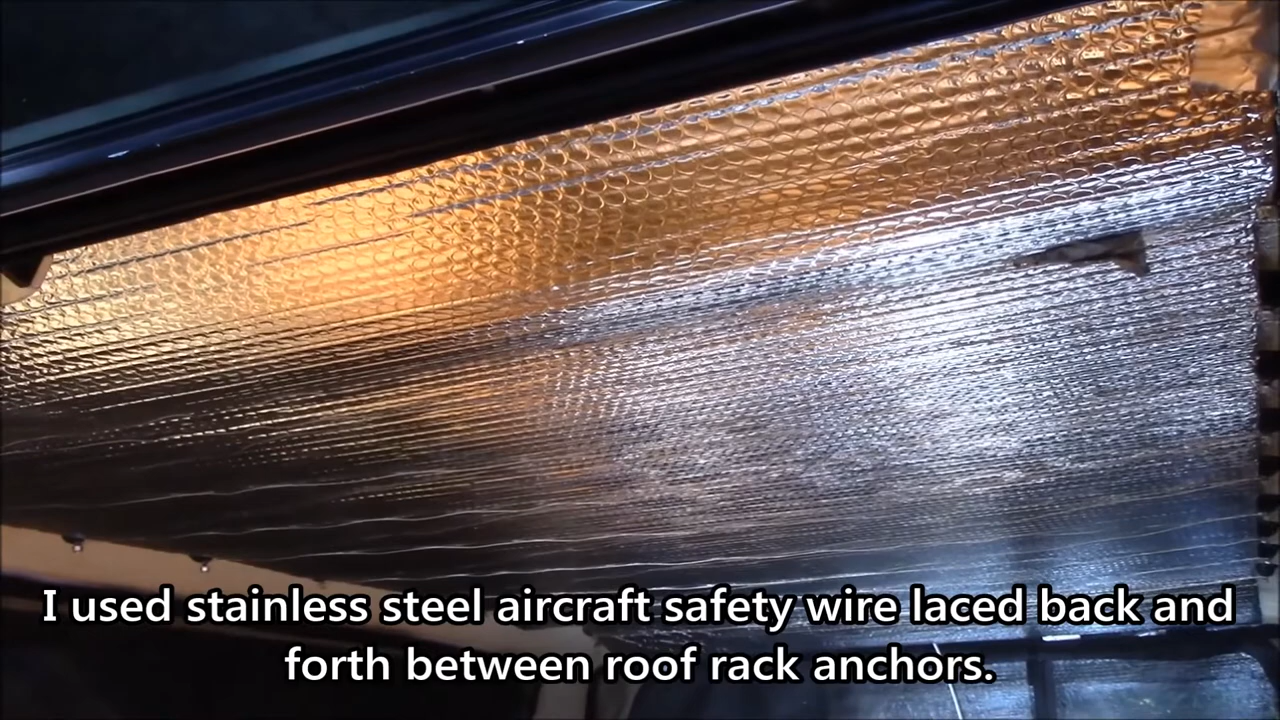 I used stainless steel aircraft safety wire laced back and
forth between roof rack anchors.